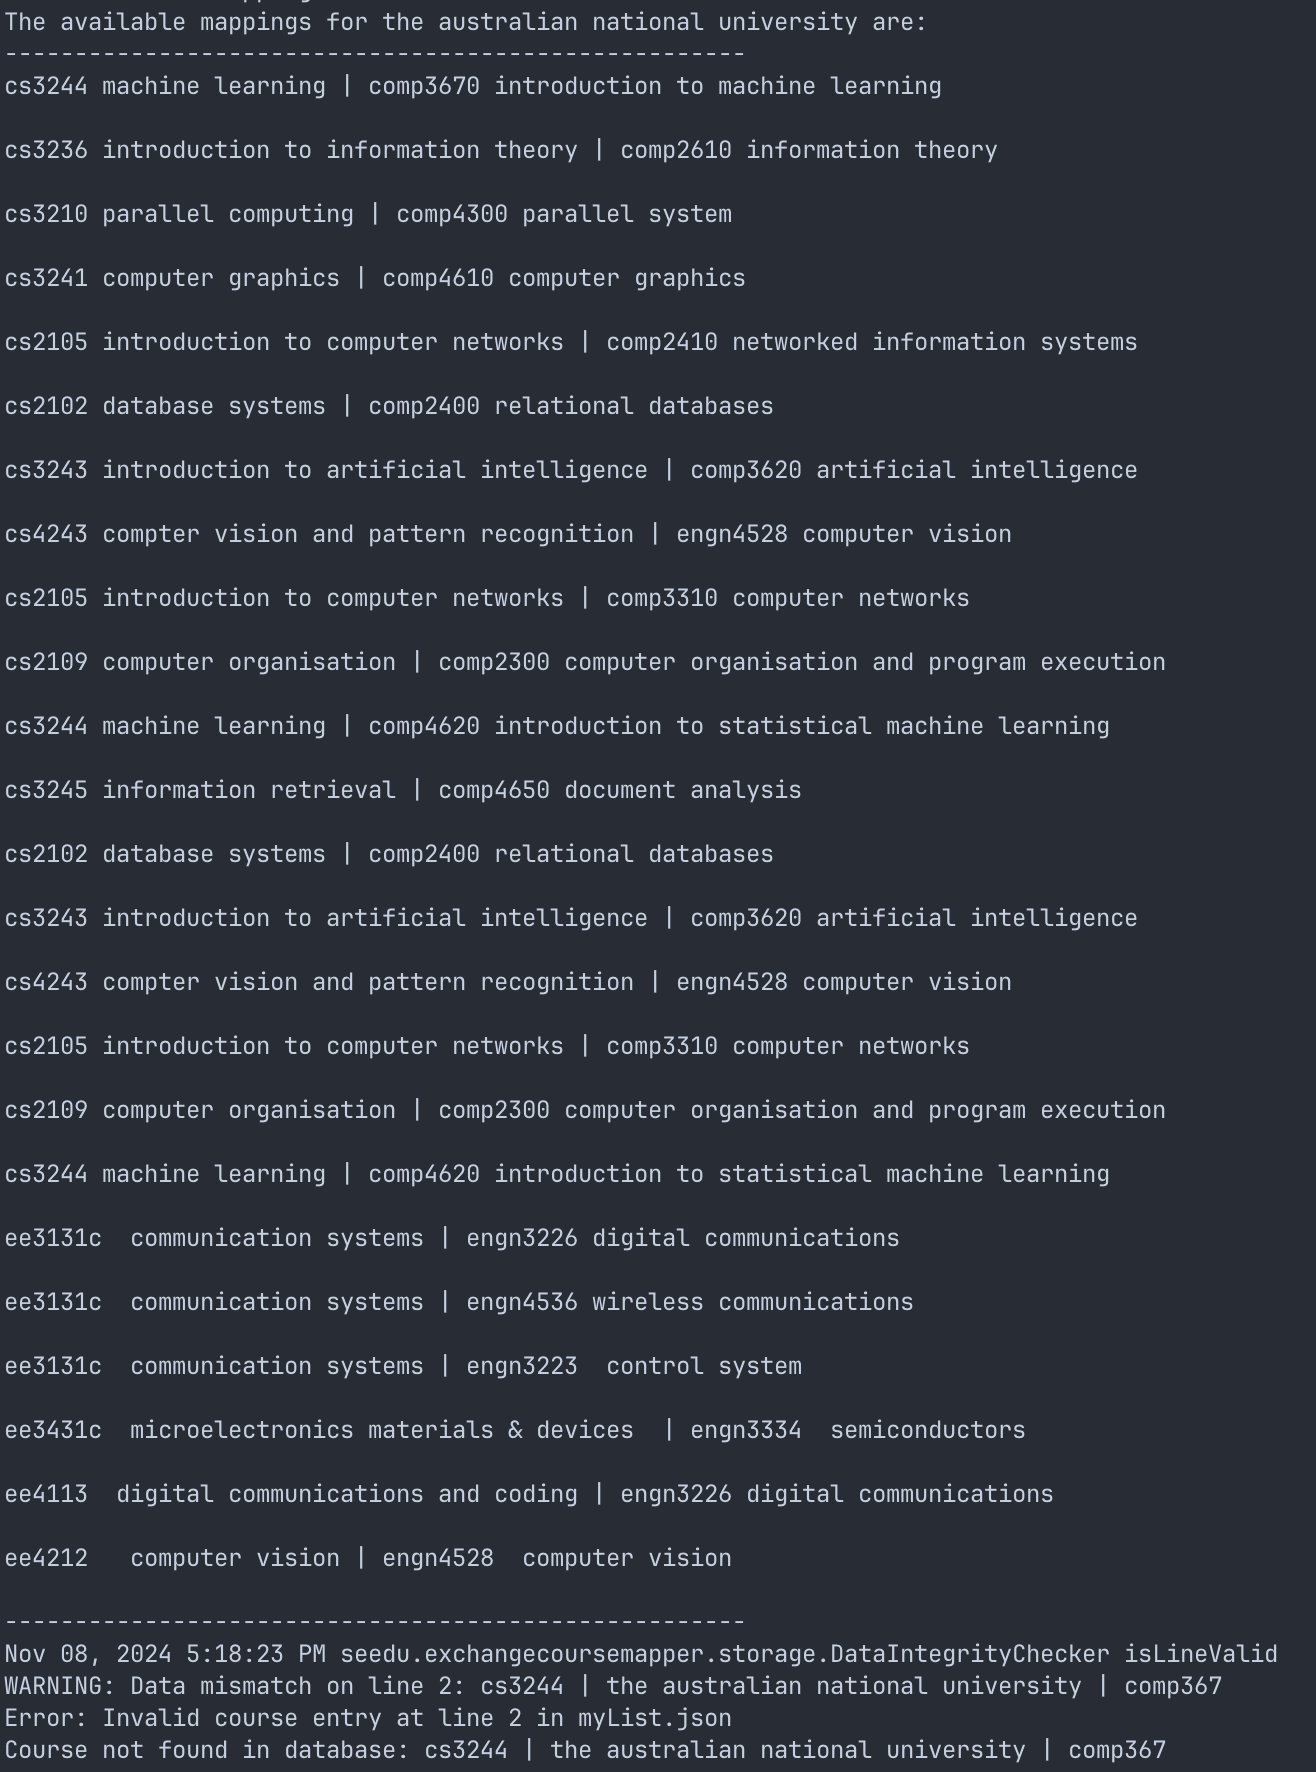 The available mappings for the australian national university are:
-----------------------------------------------------
cs3244 machine learning | comp3670 introduction to machine learning
cs3236 introduction to information theory | comp2610 information theory
cs3210 parallel computing | comp4300 parallel system
cs3241 computer graphics | comp4610 computer graphics
cs2105 introduction to computer networks | comp2410 networked information systems
cs2102 database systems | comp2400 relational databases
cs3243 introduction to artificial intelligence | comp3620 artificial intelligence
cs4243 compter vision and pattern recognition | engn4528 computer vision
cs2105 introduction to computer networks | comp3310 computer networks
cs2109 computer organisation | comp2300 computer organisation and program execution
cs3244 machine learning | comp4620 introduction to statistical machine learning
cs3245 information retrieval | comp4650 document analysis
cs2102 database systems | comp2400 relational databases
cs3243 introduction to artificial intelligence | comp3620 artificial intelligence
cs4243 compter vision and pattern recognition | engn4528 computer vision
cs2105 introduction to computer networks | comp3310 computer networks
cs2109 computer organisation | comp2300 computer organisation and program execution
cs3244 machine learning | comp4620 introduction to statistical machine learning
ee3131c  communication systems | engn3226 digital communications
ee3131c  communication systems | engn4536 wireless communications
ee3131c  communication systems | engn3223  control system
ee3431c  microelectronics materials & devices  | engn3334  semiconductors
ee4113  digital communications and coding | engn3226 digital communications
ee4212   computer vision | engn4528  computer vision
-----------------------------------------------------
Nov 08, 2024 5:18:23 PM seedu.exchangecoursemapper.storage.DataIntegrityChecker isLineValid
WARNING: Data mismatch on line 2: cs3244 | the australian national university | comp367
Error: Invalid course entry at line 2 in myList.json
Course not found in database: cs3244 | the australian national university | comp367